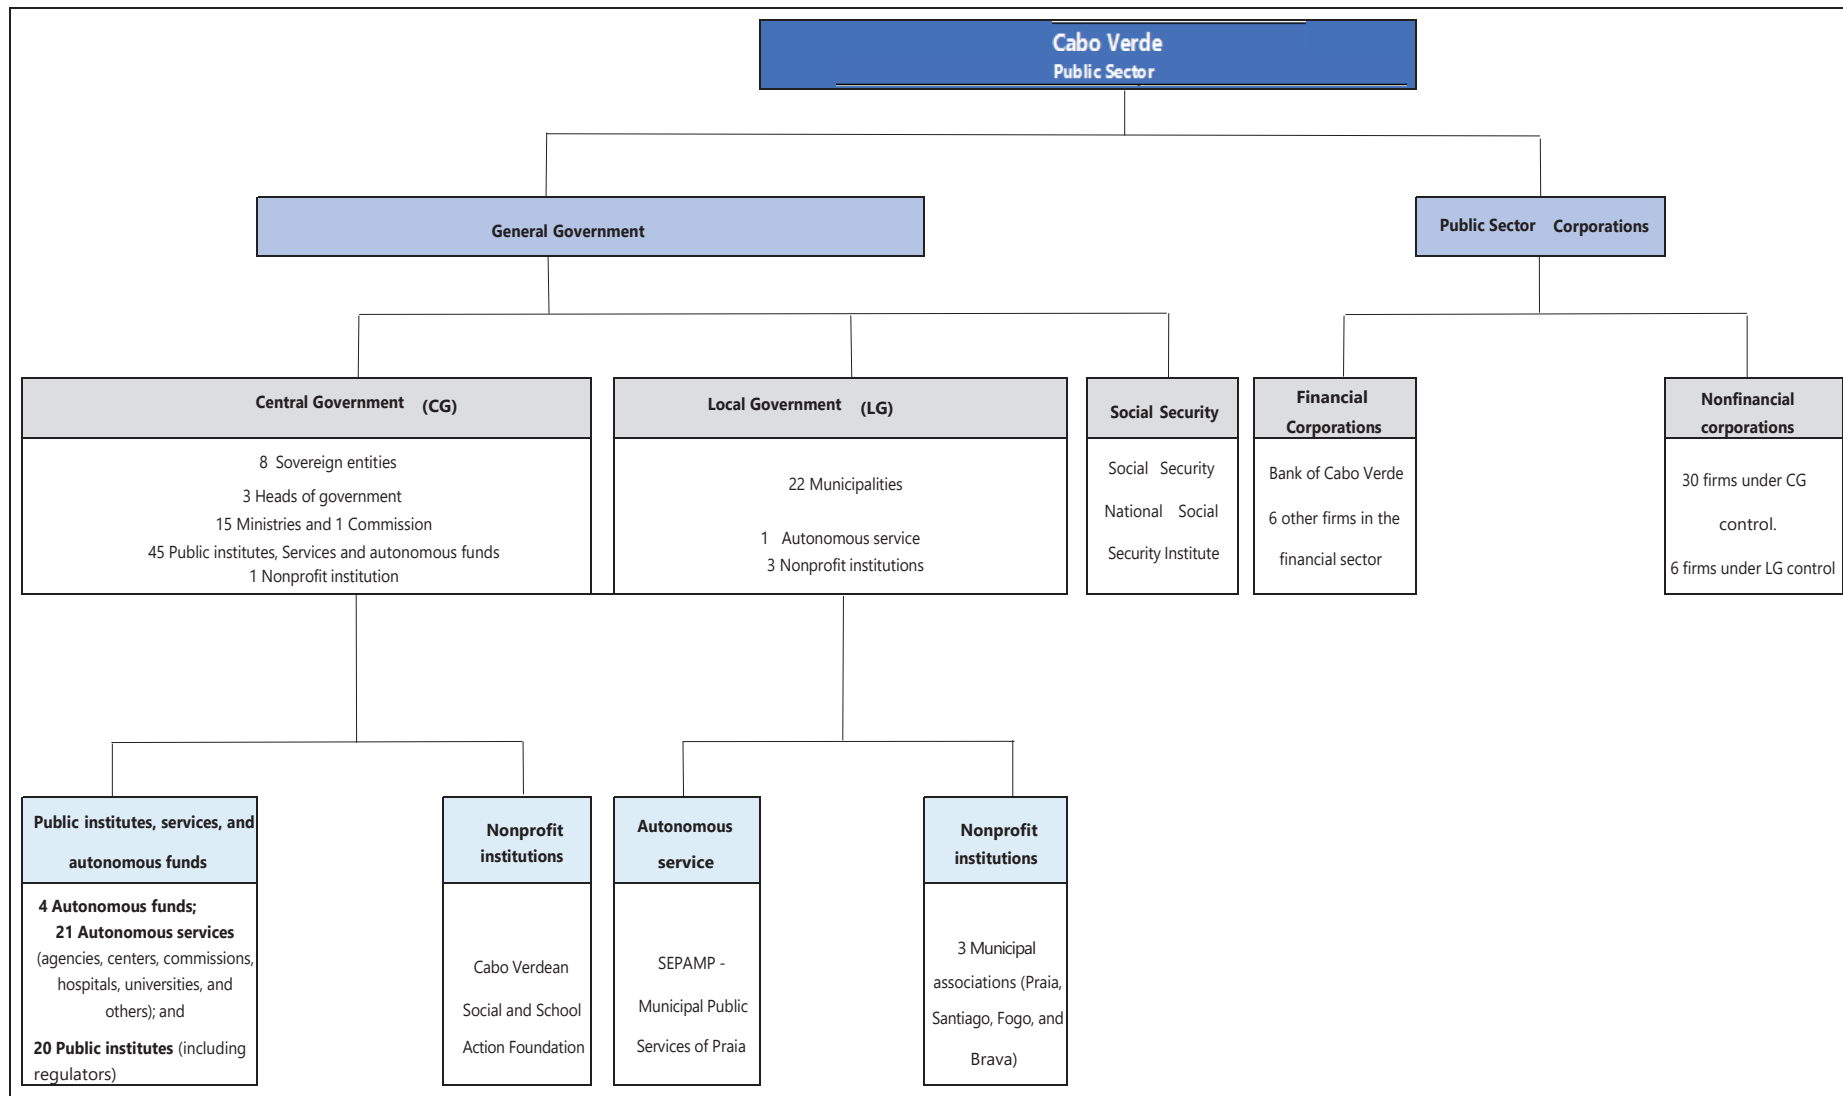 Cabo Verde
Public Sector
General Government
Public Sector Corporations
Central Government (CG)
8 Sovereign entities
3 Heads of government
15 Ministries and 1 Commission
45 Public institutes, Services and autonomous funds
1 Nonprofit institution
Local Government (LG)
22 Municipalities
1 Autonomous service
3 Nonprofit institutions
Social Security
Social Security
National Social
Security Institute
Financial
Corporations
Bank of Cabo Verde
6 other firms in the
financial sector
Nonfinancial
corporations
30 firms under CG
control.
6 firms under LG control
Public institutes, services, and
autonomous funds
4 Autonomous funds;
21 Autonomous services
(agencies, centers, commissions,
hospitals, universities, and
others); and
20 Public institutes (including
regulators)
Nonprofit
institutions
Cabo Verdean
Social and School
Action Foundation
Autonomous
service
SEPAMP -
Municipal Public
Services of Praia
Nonprofit
institutions
3 Municipal
associations (Praia,
Santiago, Fogo, and
Brava)